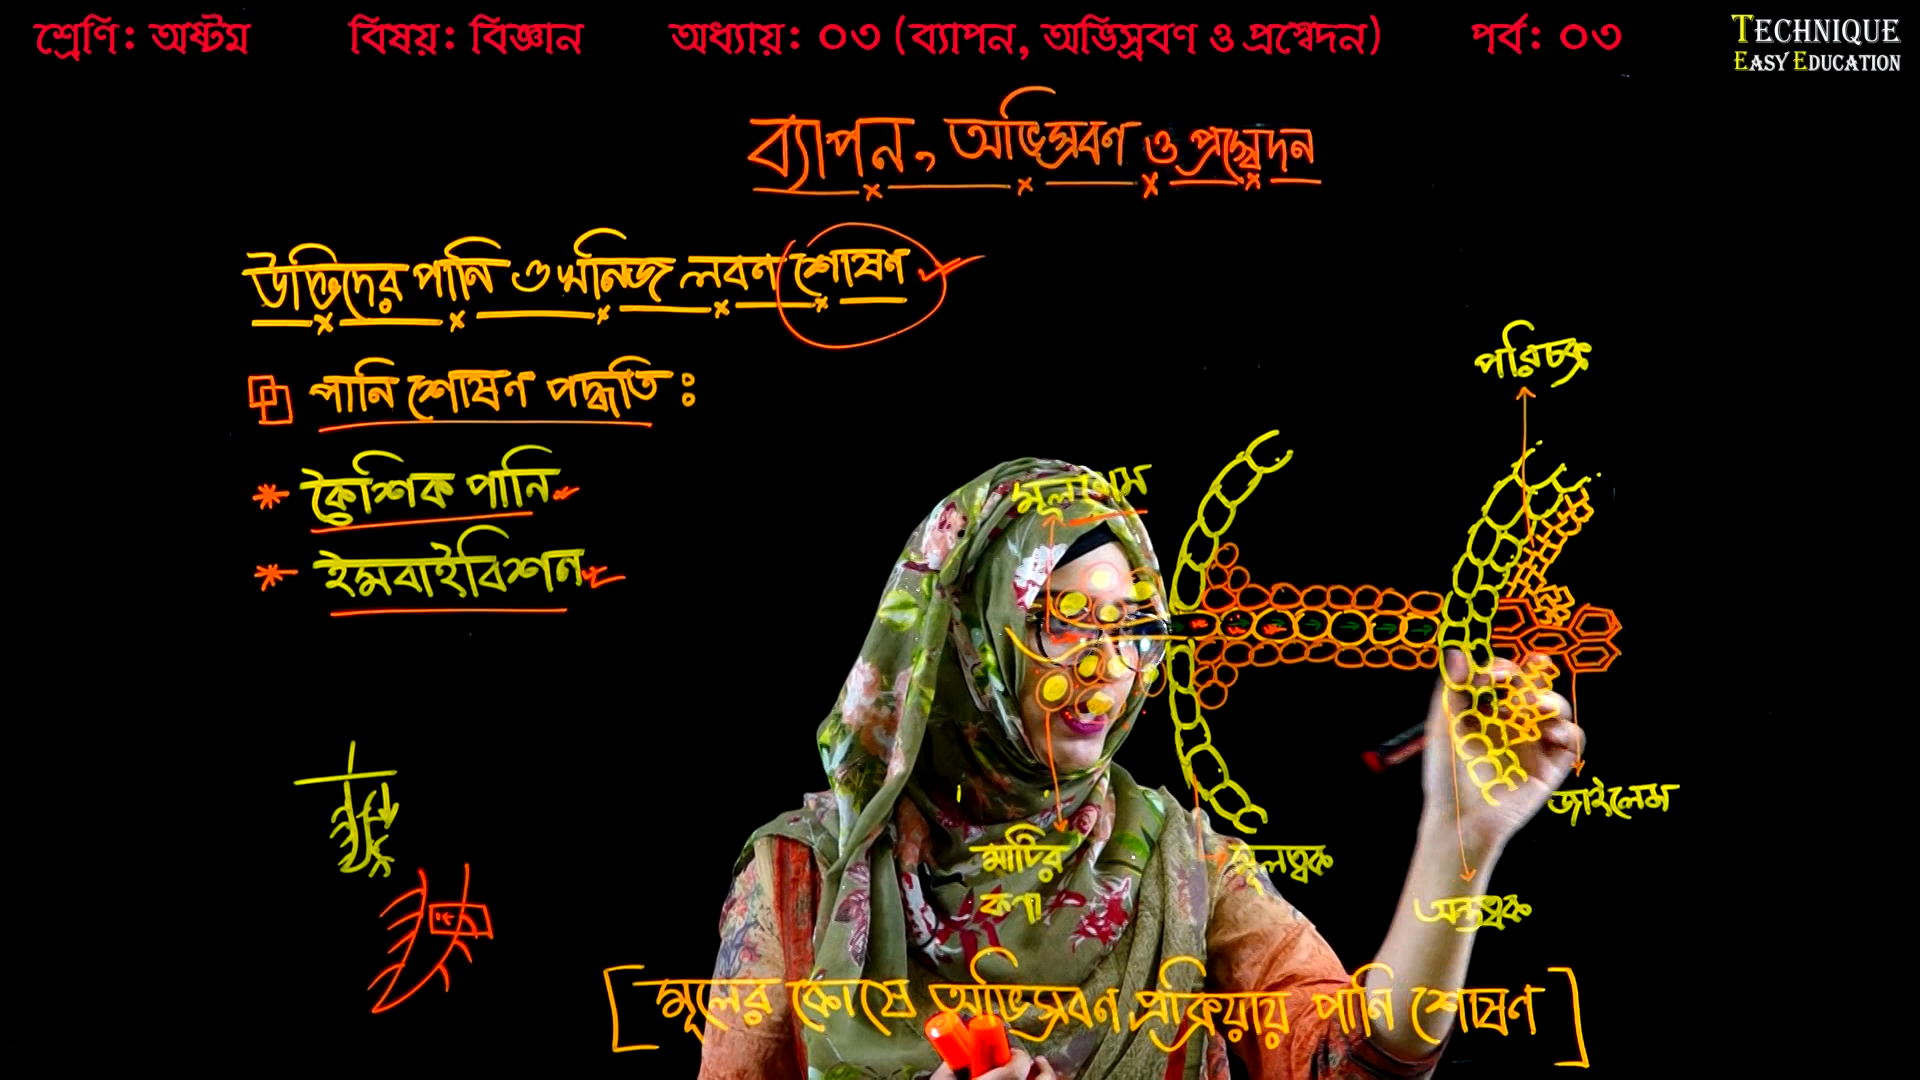 শ্রেণি: অষ্টম বিষয়: বিজ্ঞান অধ্যায়: ০৩ (ব্যাপন, অভিস্রবণ ও প্রস্বেদন) পর্ব: ০৩
TECHNIQUE
EASY EDUCATION
ব্যাপন, অভিস্রবণ ও প্রস্বেদন
উদ্ভিদের পানি ও খনিজ লবন শোষণ
পানি শোষণ পদ্ধতি :
* কৈশিক পানি
* ইমবাইবিশন
পরিচক্র
মূলরোম
জাইলেম
মাটির
কণা
মূলত্বক
অন্তত্বক
[মূলের কোষে অভিস্রবণ প্রক্রিয়ায় পানি শোষণ]